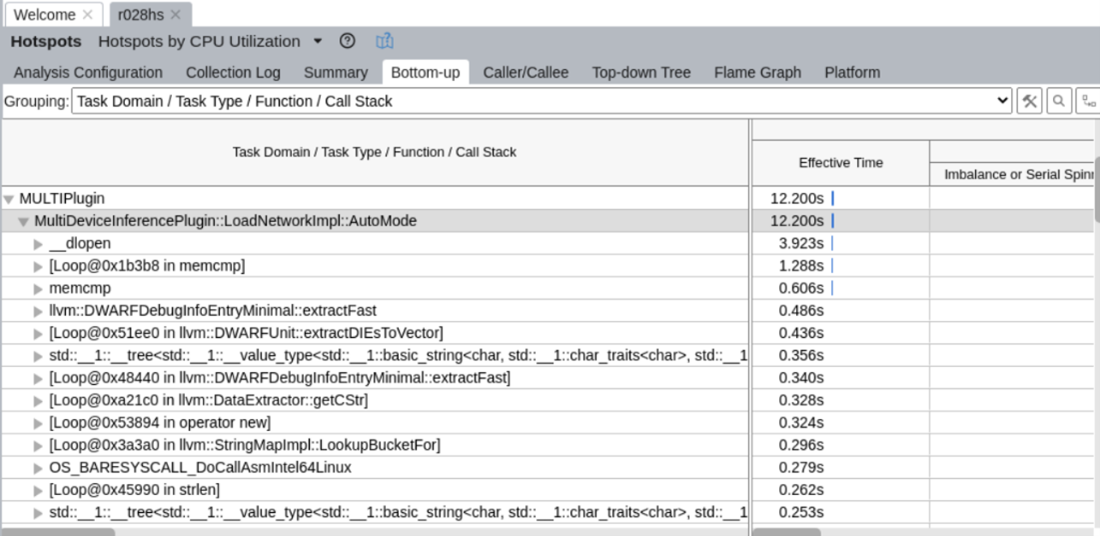 Welcome
r028hs
Hotspots Hotspots by CPU Utilization
Analysis Configuration Collection Log Summary Bottom-up Caller/Callee Top-down Tree Flame Graph Platform
Grouping: Task Domain / Task Type / Function / Call Stack
Task Domain / Task Type / Function / Call Stack
Effective Time
Imbalance or Serial Spinn
MULTIPlugin 12.200s
MultiDeviceInferencePlugin::LoadNetworkImpl::AutoMode 12.200s
__dlopen 3.923s
[Loop@0x1b3b8 in memcmp] 1.288s
memcmp 0.606s
llvm::DWARFDebugInfoEntryMinimal::extractFast 0.486s
[Loop@0x51ee0 in llvm::DWARFUnit::extractDIEsToVector] 0.436s
std::__1::__tree<std::__1::__value_type<std::__1::basic_string<char, std::__1::char_traits<char>, std::__1 0.356s
[Loop@0x48440 in llvm::DWARFDebugInfoEntryMinimal::extractFast] 0.340s
[Loop@0xa21c0 in llvm::DataExtractor::getCStr] 0.328s
[Loop@0x53894 in operator new] 0.324s
[Loop@0x3a3a0 in llvm::StringMapImpl::LookupBucketFor] 0.296s
OS_BARESYSCALL_DoCallAsmIntel64Linux 0.279s
[Loop@0x45990 in strlen] 0.262s
std::__1::__tree<std::__1::__value_type<std::__1::basic_string<char, std::__1::char_traits<char>, std::__1 0.253s